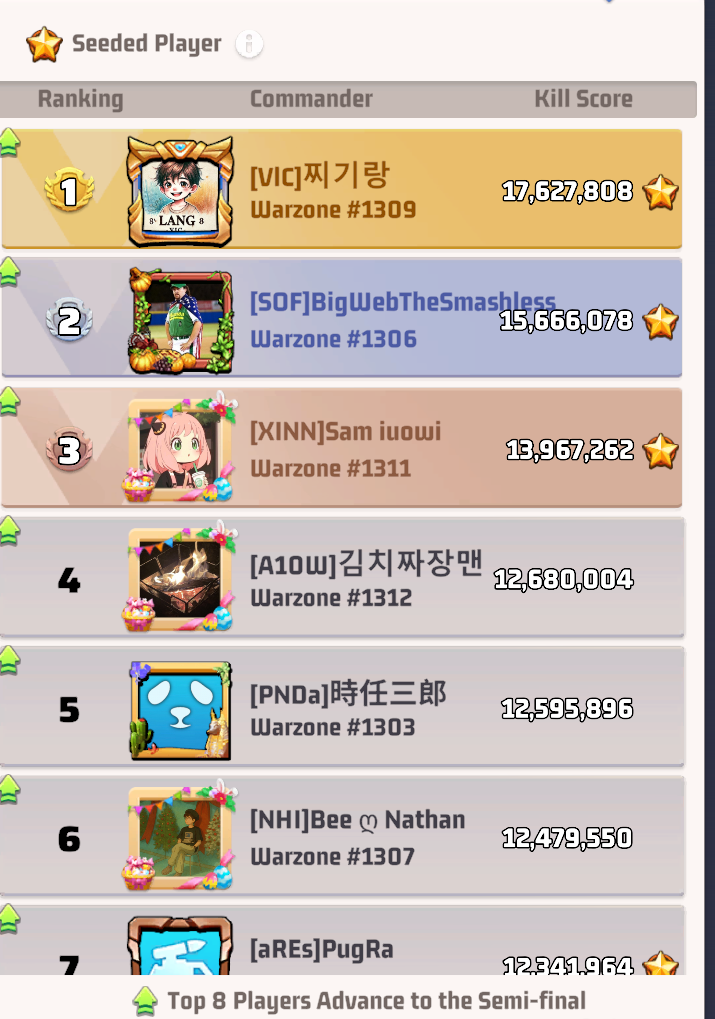 Seeded Player
Ranking Commander Kill Score
1
LANG
[VIC]찌기랑
Warzone #1309
17,627,808
2
[SOF]BigWebTheSmashless
Warzone #1306
15,666,078
3
[XINN]Sam iuowi
Warzone #1311
13,967,262
4
[A10W]김치짜장맨
Warzone #1312
12,680,004
5
[PNDa]時任三郎
Warzone #1303
12,595,896
6
[NHI]Bee ღ Nathan
Warzone #1307
12,479,550
7
[aREs]PugRa
12,341,964
Top 8 Players Advance to the Semi-final